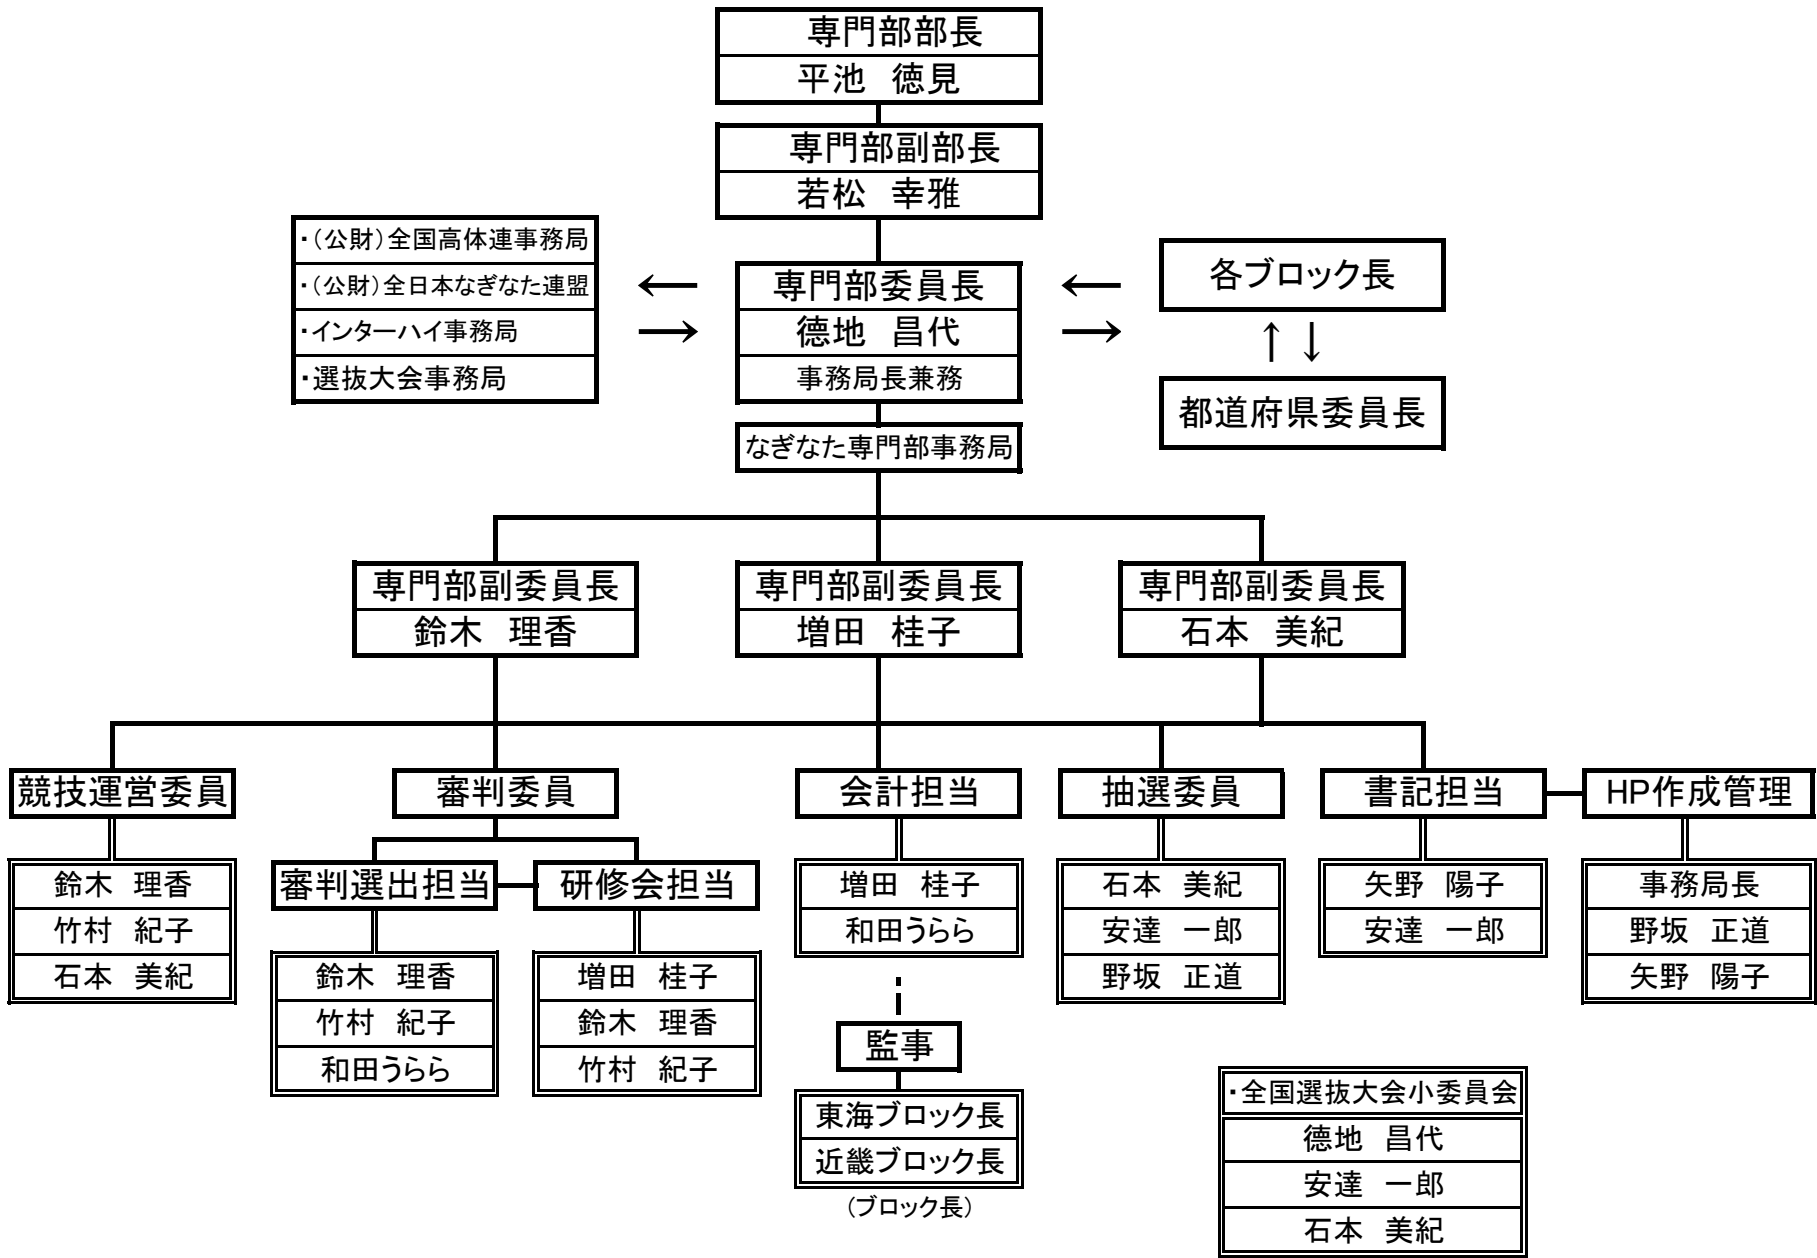 専門部部長
平池　徳見
専門部副部長
若松　幸雅
・（公財）全国高体連事務局
・（公財）全日本なぎなた連盟
・インターハイ事務局
・選抜大会事務局
←
→
専門部委員長
德地　昌代
事務局長兼務
←
→
各ブロック長
↑↓
都道府県委員長
なぎなた専門部事務局
専門部副委員長
鈴木　理香
専門部副委員長
増田　桂子
専門部副委員長
石本　美紀
競技運営委員
鈴木　理香
竹村　紀子
石本　美紀
審判委員
審判選出担当
鈴木　理香
竹村　紀子
和田うらら
研修会担当
増田　桂子
鈴木　理香
竹村　紀子
会計担当
増田　桂子
和田うらら
監事
東海ブロック長
近畿ブロック長
（ブロック長）
抽選委員
石本　美紀
安達　一郎
野坂　正道
書記担当
矢野　陽子
安達　一郎
HP作成管理
事務局長
野坂　正道
矢野　陽子
・全国選抜大会小委員会
德地　昌代
安達　一郎
石本　美紀